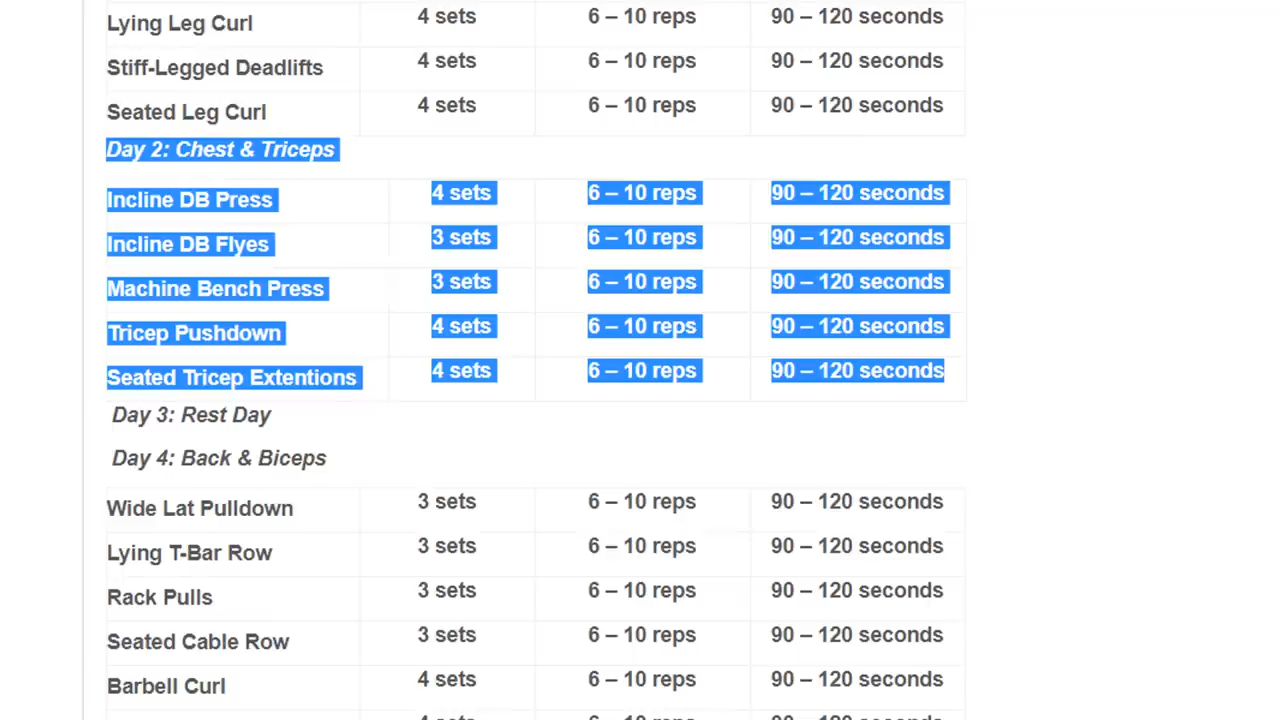 Lying Leg Curl 4 sets 6 – 10 reps 90 – 120 seconds
Stiff-Legged Deadlifts 4 sets 6 – 10 reps 90 – 120 seconds
Seated Leg Curl 4 sets 6 – 10 reps 90 – 120 seconds
Day 2: Chest & Triceps
Incline DB Press 4 sets 6 – 10 reps 90 – 120 seconds
Incline DB Flyes 3 sets 6 – 10 reps 90 – 120 seconds
Machine Bench Press 3 sets 6 – 10 reps 90 – 120 seconds
Tricep Pushdown 4 sets 6 – 10 reps 90 – 120 seconds
Seated Tricep Extentions 4 sets 6 – 10 reps 90 – 120 seconds
Day 3: Rest Day
Day 4: Back & Biceps
Wide Lat Pulldown 3 sets 6 – 10 reps 90 – 120 seconds
Lying T-Bar Row 3 sets 6 – 10 reps 90 – 120 seconds
Rack Pulls 3 sets 6 – 10 reps 90 – 120 seconds
Seated Cable Row 3 sets 6 – 10 reps 90 – 120 seconds
Barbell Curl 4 sets 6 – 10 reps 90 – 120 seconds